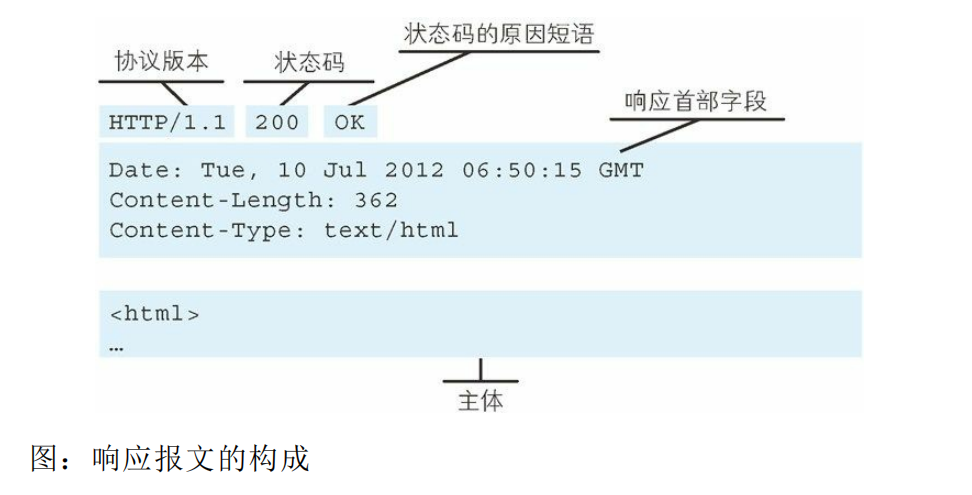 状态码的原因短语
协议版本 状态码
响应首部字段
HTTP/1.1 200 OK
Date: Tue, 10 Jul 2012 06:50:15 GMT
Content-Length: 362
Content-Type: text/html
<html>
…
主体
图：响应报文的构成